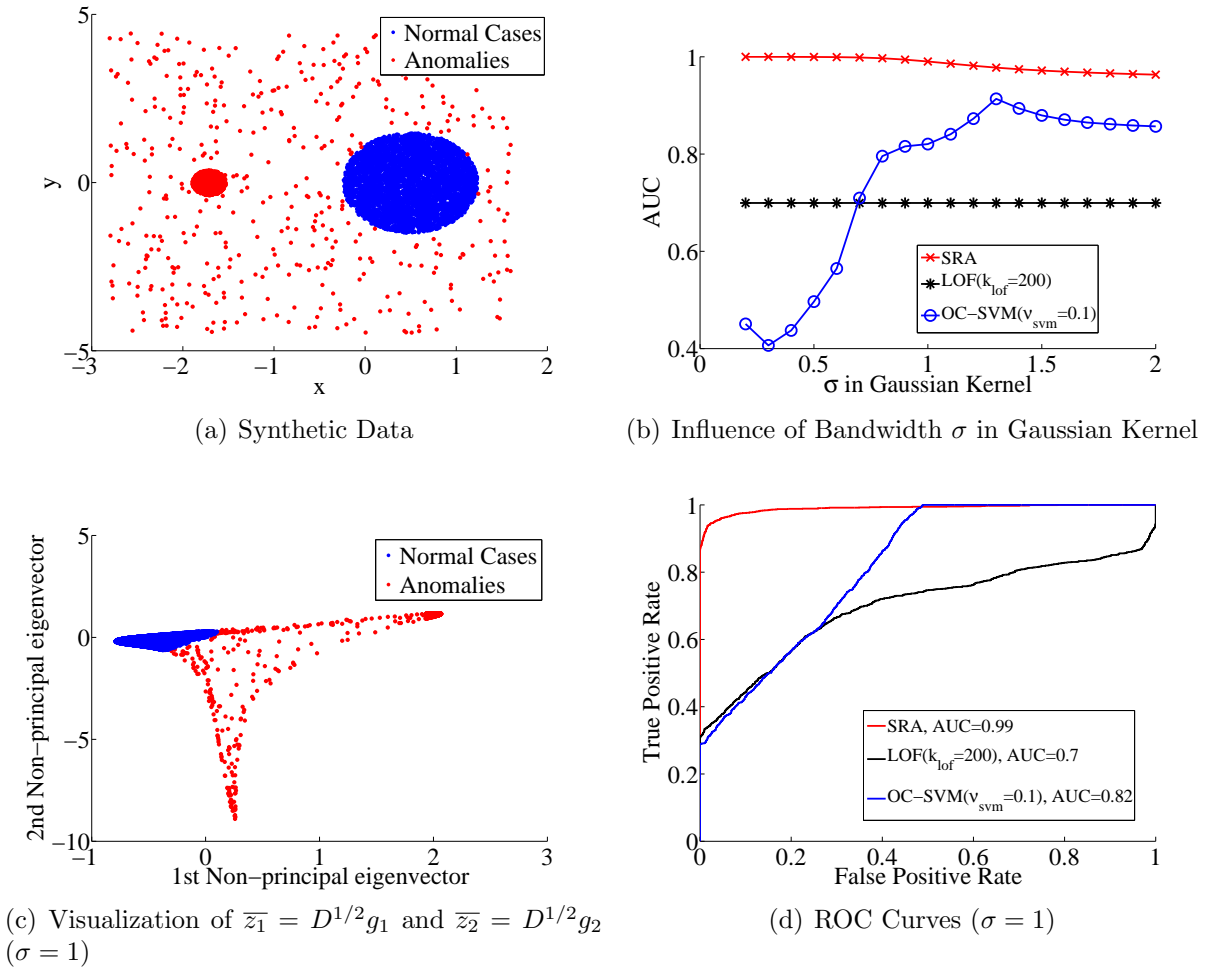 5
0
−5
y
−3
−2
−1
0
1
2
x
Normal Cases
Anomalies
(a) Synthetic Data
1
0.8
0.6
0.4
AUC
0
0.5
1
1.5
2
σ in Gaussian Kernel
SRA
LOF(k_lof=200)
OC−SVM(ν_svm=0.1)
(b) Influence of Bandwidth σ in Gaussian Kernel
5
0
−5
−10
2nd Non−principal eigenvector
−1
0
1
2
3
1st Non−principal eigenvector
Normal Cases
Anomalies
(c) Visualization of z̅₁ = D^{1/2}g₁ and z̅₂ = D^{1/2}g₂
(σ = 1)
1
0.8
0.6
0.4
0.2
0
True Positive Rate
0
0.2
0.4
0.6
0.8
1
False Positive Rate
SRA, AUC=0.99
LOF(k_lof=200), AUC=0.7
OC−SVM(ν_svm=0.1), AUC=0.82
(d) ROC Curves (σ = 1)